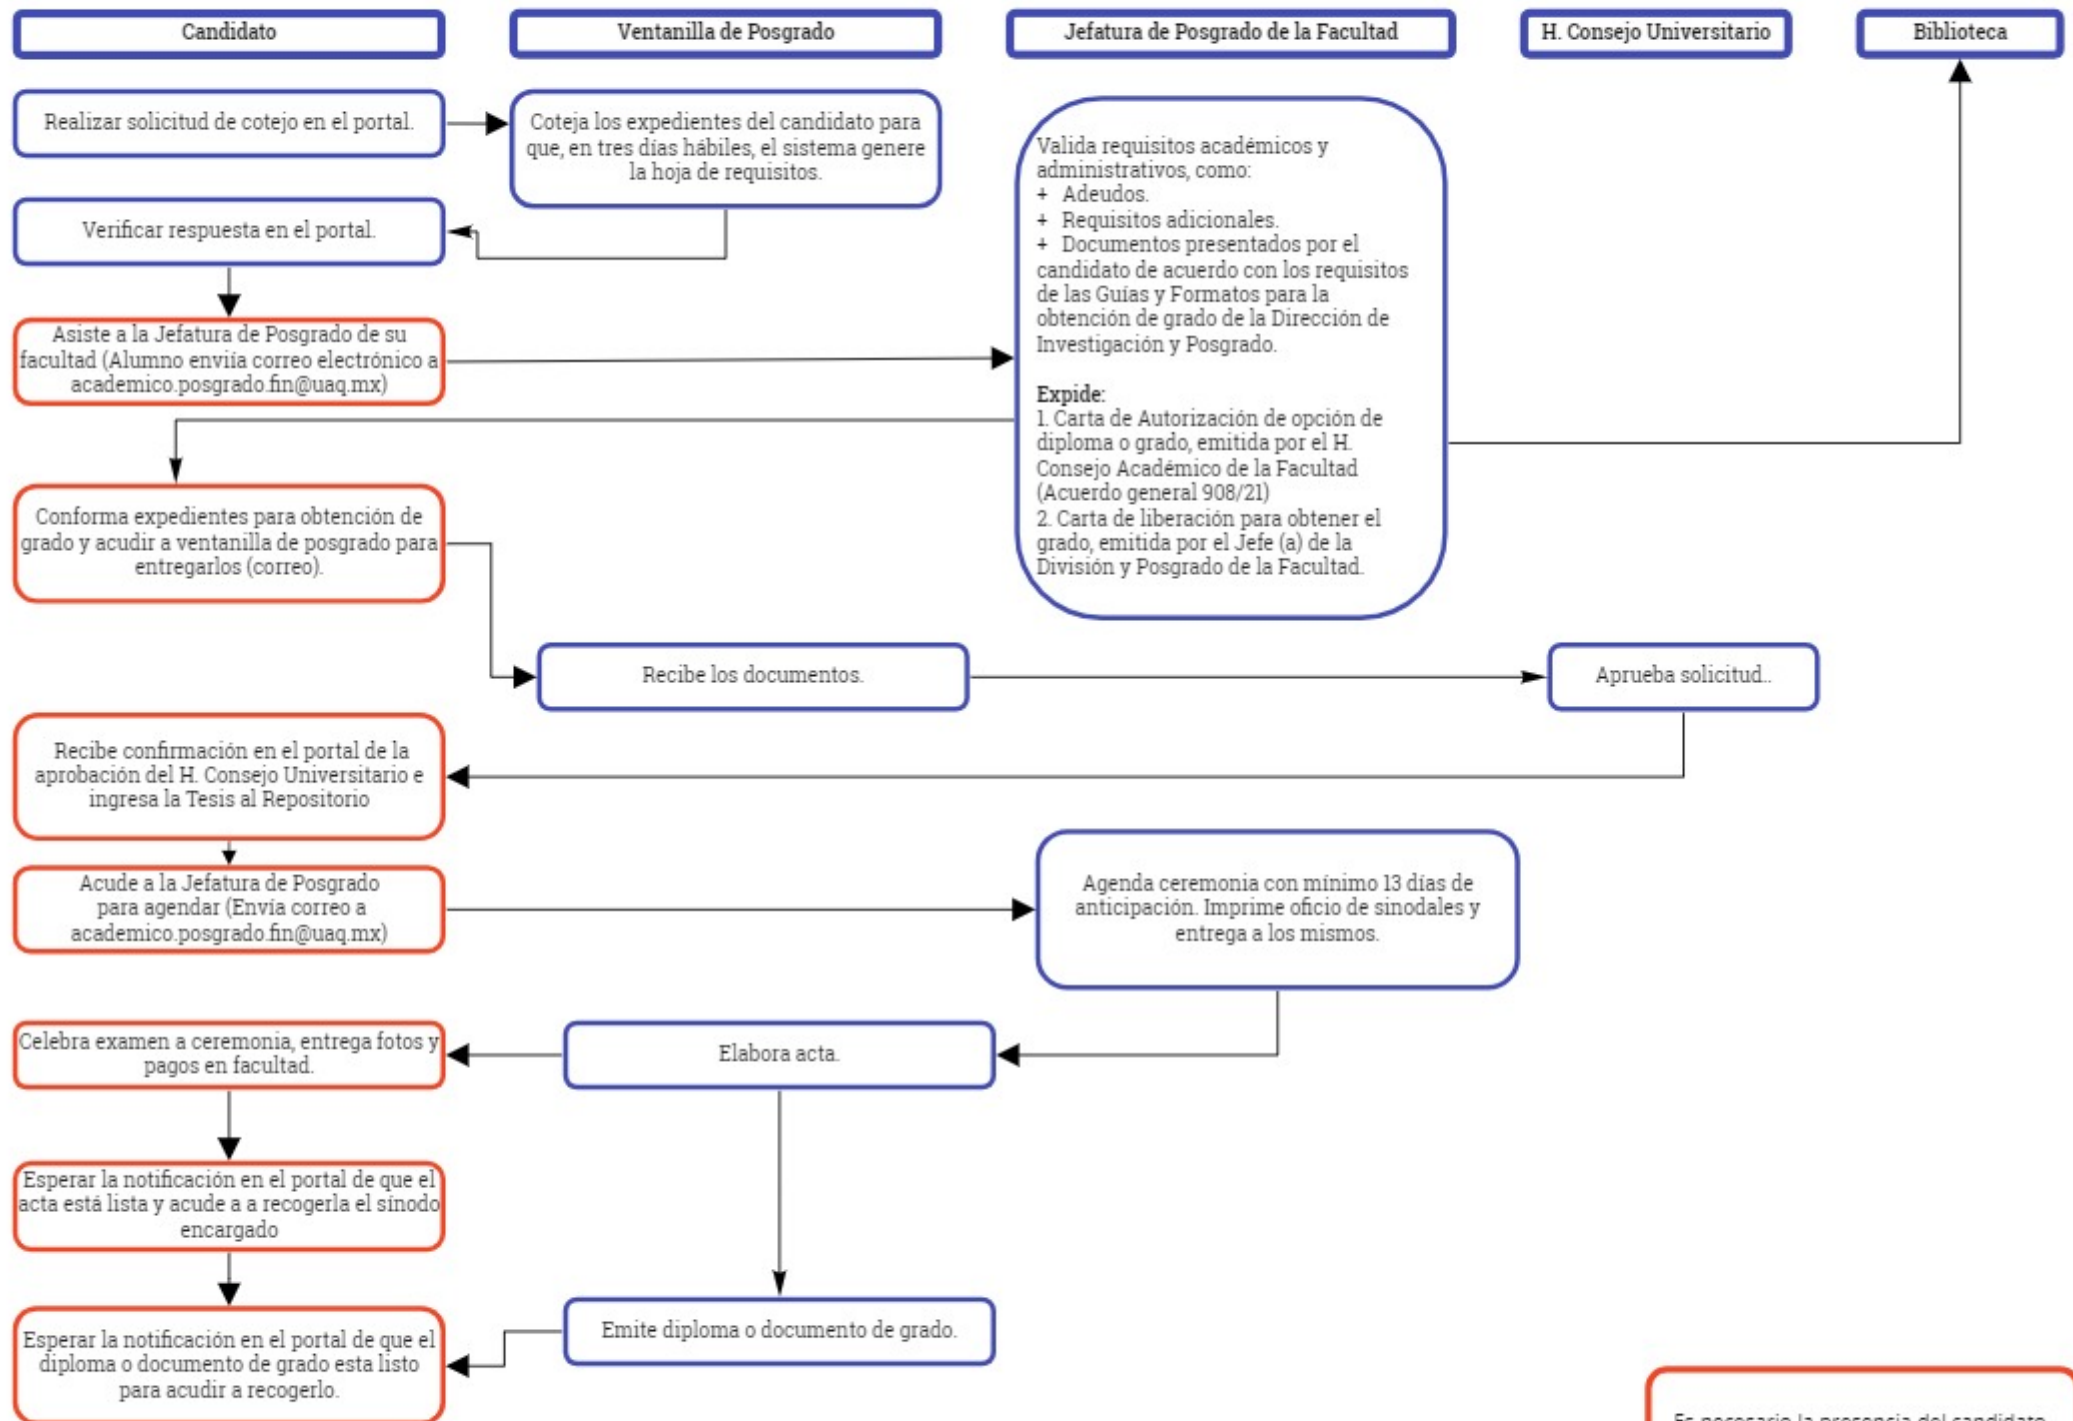 Candidato
Ventanilla de Posgrado
Jefatura de Posgrado de la Facultad
H. Consejo Universitario
Biblioteca
Realizar solicitud de cotejo en el portal.
Coteja los expedientes del candidato para
que, en tres días hábiles, el sistema genere
la hoja de requisitos.
Verificar respuesta en el portal.
Valida requisitos académicos y
administrativos, como:
+ Adeudos.
+ Requisitos adicionales.
+ Documentos presentados por el
candidato de acuerdo con los requisitos
de las Guías y Formatos para la
obtención de grado de la Dirección de
Investigación y Posgrado.
Expide:
1. Carta de Autorización de opción de
diploma o grado, emitida por el H.
Consejo Académico de la Facultad
(Acuerdo general 908/21)
2. Carta de liberación para obtener el
grado, emitida por el Jefe (a) de la
División y Posgrado de la Facultad.
Asiste a la Jefatura de Posgrado de su
facultad (Alumno envíia correo electrónico a
academico.posgrado.fin@uaq.mx)
Conforma expedientes para obtención de
grado y acudir a ventanilla de posgrado para
entregarlos (correo).
Recibe los documentos.
Aprueba solicitud..
Recibe confirmación en el portal de la
aprobación del H. Consejo Universitario e
ingresa la Tesis al Repositorio
Acude a la Jefatura de Posgrado
para agendar (Envía correo a
academico.posgrado.fin@uaq.mx)
Agenda ceremonia con mínimo 13 días de
anticipación. Imprime oficio de sinodales y
entrega a los mismos.
Celebra examen a ceremonia, entrega fotos y
pagos en facultad.
Elabora acta.
Esperar la notificación en el portal de que el
acta está lista y acude a a recogerla el sínodo
encargado
Emite diploma o documento de grado.
Esperar la notificación en el portal de que el
diploma o documento de grado esta listo
para acudir a recogerlo.
Es necesario la presencia del candidato